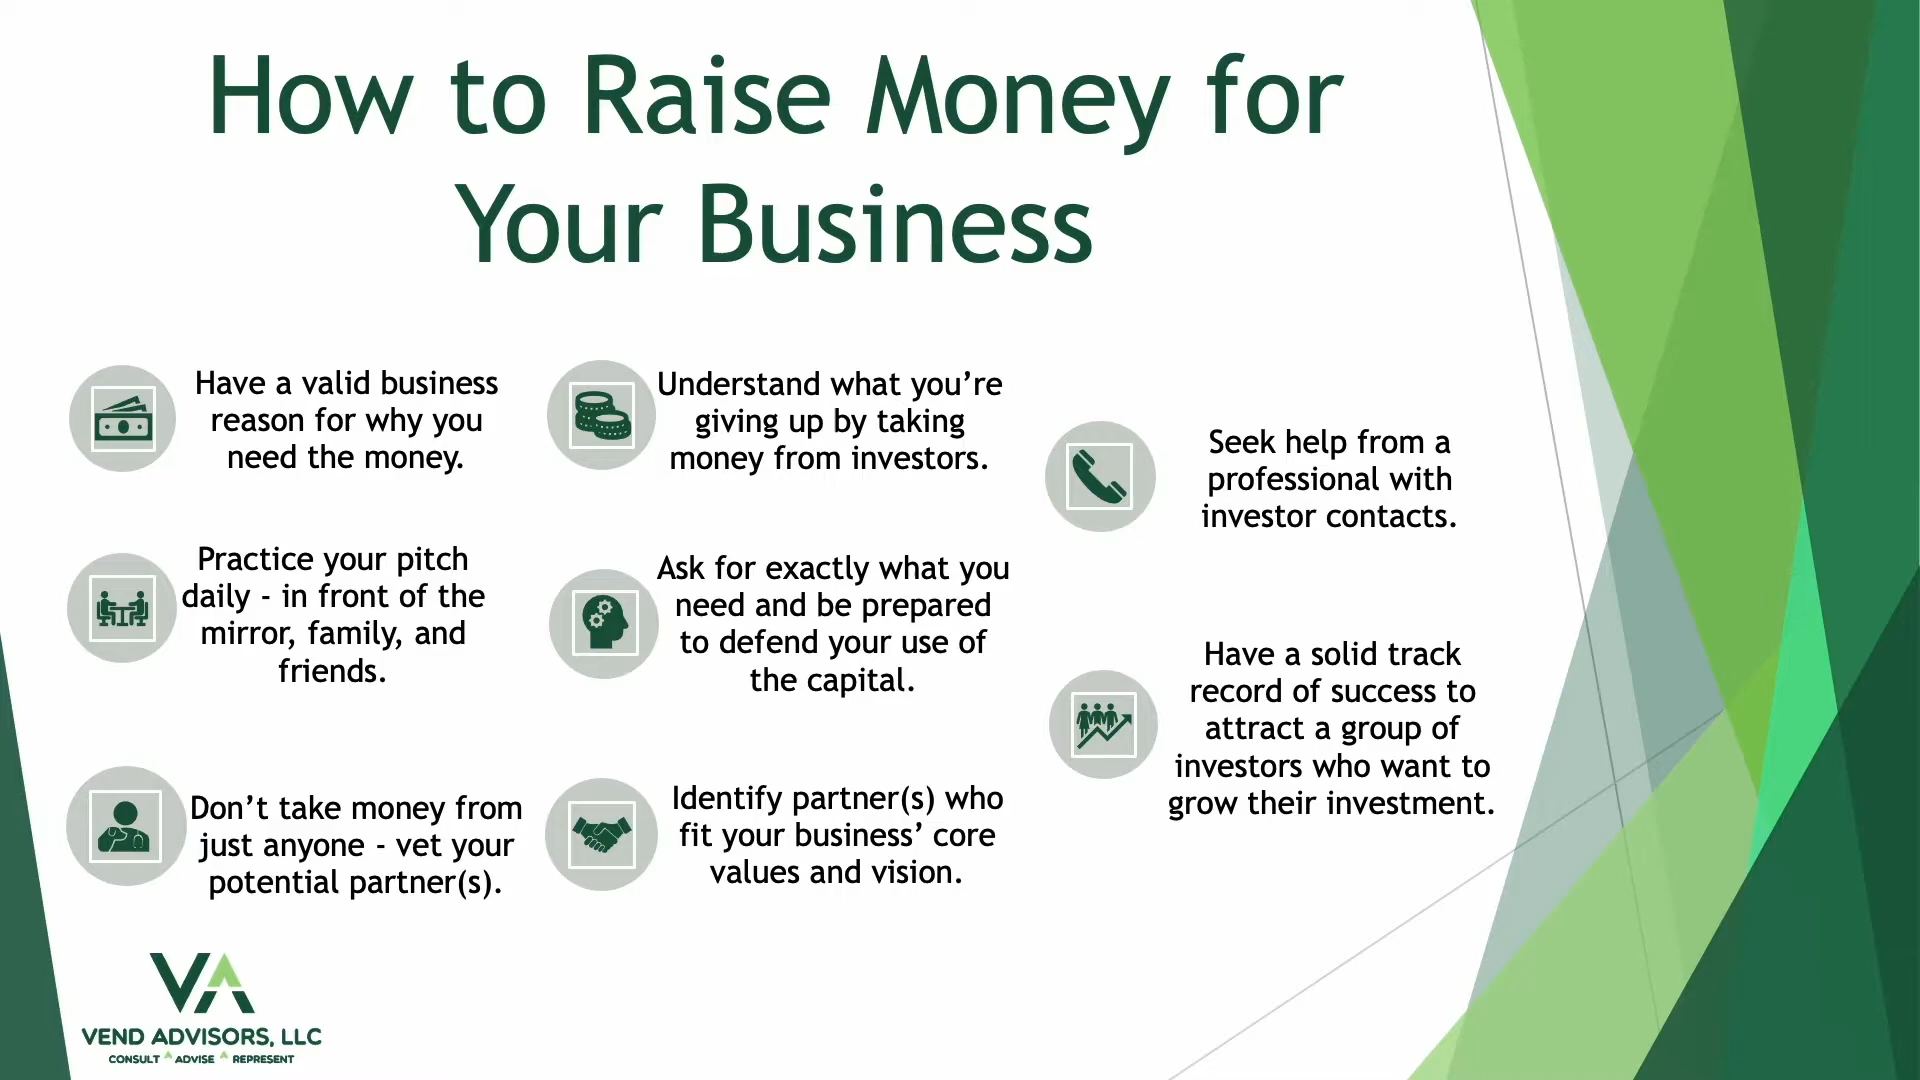 How to Raise Money for
Your Business
Have a valid business
reason for why you
need the money.
Practice your pitch
daily - in front of the
mirror, family, and
friends.
Don’t take money from
just anyone - vet your
potential partner(s).
Understand what you’re
giving up by taking
money from investors.
Ask for exactly what you
need and be prepared
to defend your use of
the capital.
Identify partner(s) who
fit your business’ core
values and vision.
Seek help from a
professional with
investor contacts.
Have a solid track
record of success to
attract a group of
investors who want to
grow their investment.
VA
VEND ADVISORS, LLC
CONSULT ADVISE REPRESENT